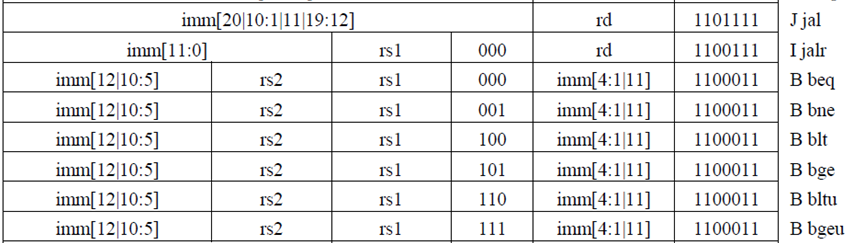 imm[20|10:1|11|19:12] rd 1101111 J jal
imm[11:0] rs1 000 rd 1100111 I jalr
imm[12|10:5] rs2 rs1 000 imm[4:1|11] 1100011 B beq
imm[12|10:5] rs2 rs1 001 imm[4:1|11] 1100011 B bne
imm[12|10:5] rs2 rs1 100 imm[4:1|11] 1100011 B blt
imm[12|10:5] rs2 rs1 101 imm[4:1|11] 1100011 B bge
imm[12|10:5] rs2 rs1 110 imm[4:1|11] 1100011 B bltu
imm[12|10:5] rs2 rs1 111 imm[4:1|11] 1100011 B bgeu